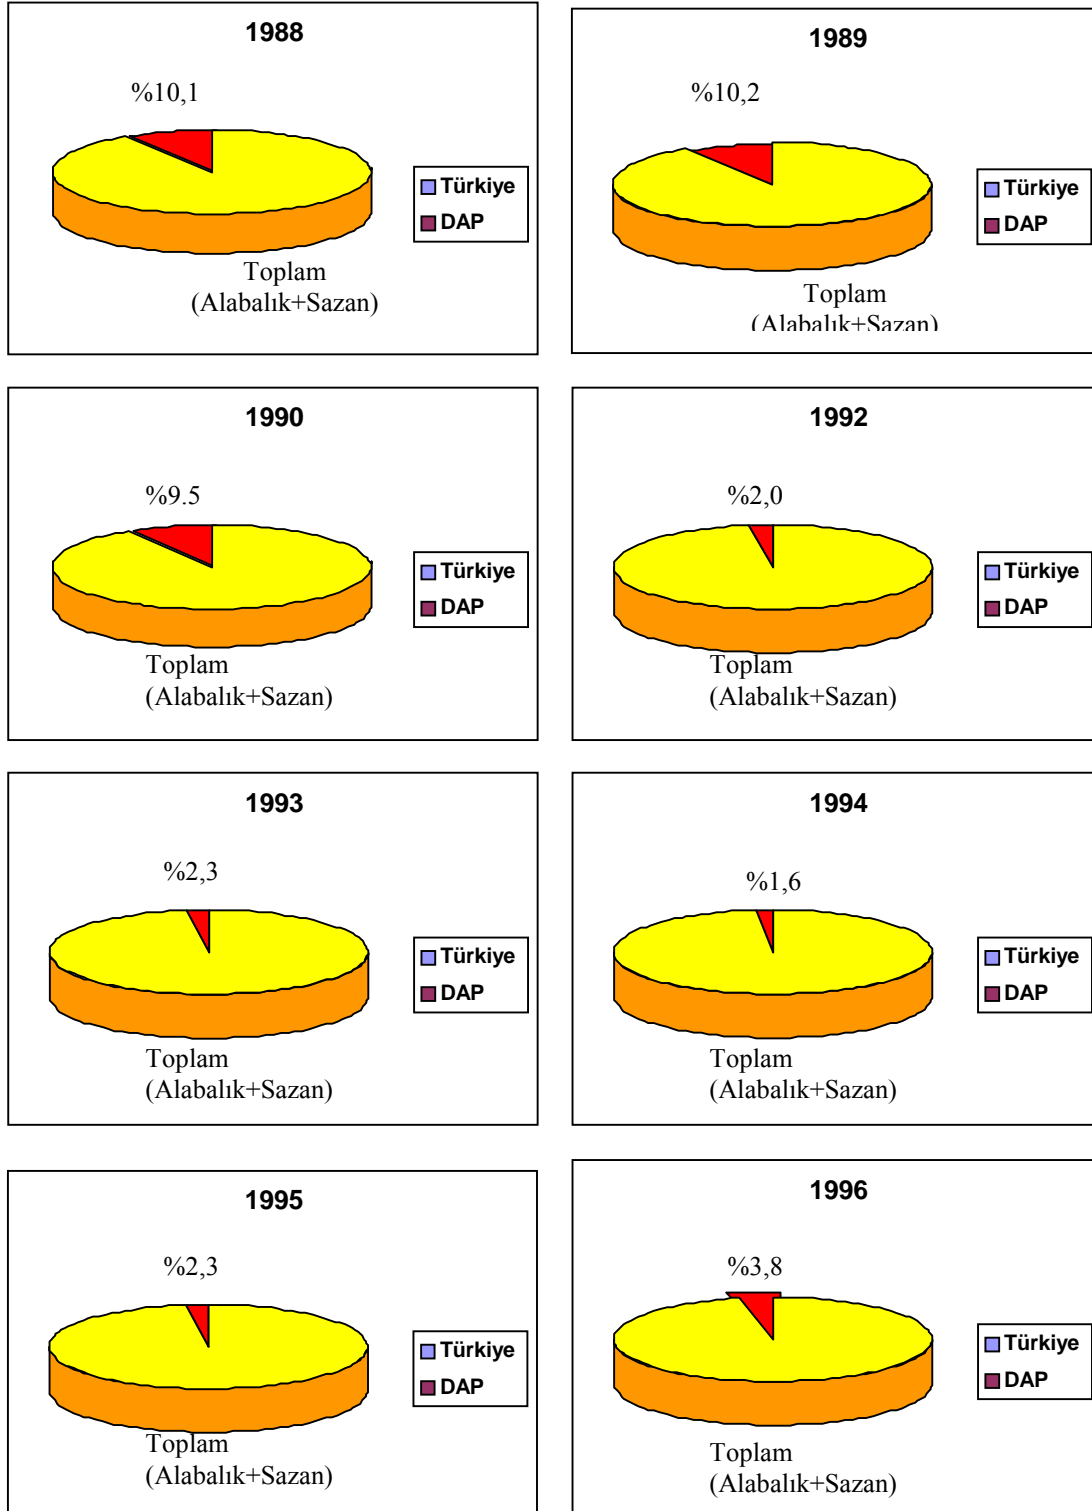 1988
%10,1
Türkiye
DAP
Toplam
(Alabalık+Sazan)
1989
%10,2
Türkiye
DAP
Toplam
(Alabalık+Sazan)
1990
%9.5
Türkiye
DAP
Toplam
(Alabalık+Sazan)
1992
%2,0
Türkiye
DAP
Toplam
(Alabalık+Sazan)
1993
%2,3
Türkiye
DAP
Toplam
(Alabalık+Sazan)
1994
%1,6
Türkiye
DAP
Toplam
(Alabalık+Sazan)
1995
%2,3
Türkiye
DAP
Toplam
(Alabalık+Sazan)
1996
%3,8
Türkiye
DAP
Toplam
(Alabalık+Sazan)